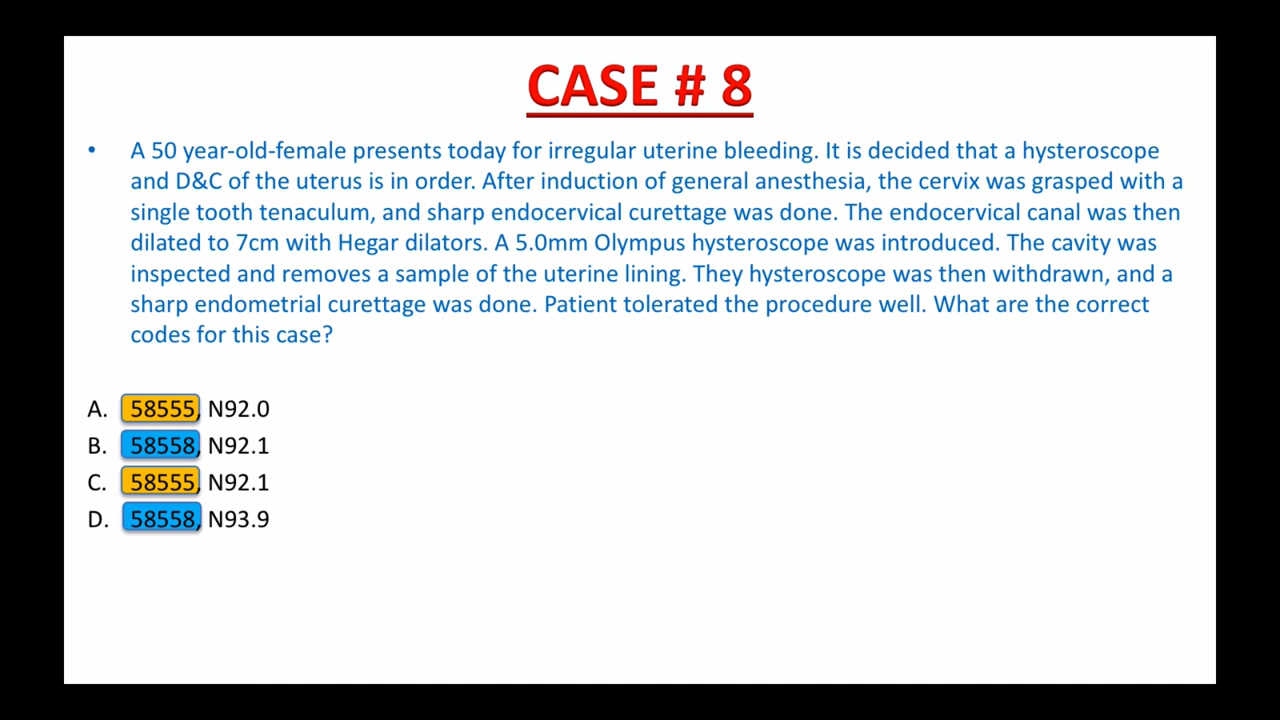 CASE # 8
• A 50 year-old-female presents today for irregular uterine bleeding. It is decided that a hysteroscope
and D&C of the uterus is in order. After induction of general anesthesia, the cervix was grasped with a
single tooth tenaculum, and sharp endocervical curettage was done. The endocervical canal was then
dilated to 7cm with Hegar dilators. A 5.0mm Olympus hysteroscope was introduced. The cavity was
inspected and removes a sample of the uterine lining. They hysteroscope was then withdrawn, and a
sharp endometrial curettage was done. Patient tolerated the procedure well. What are the correct
codes for this case?
A. 58555, N92.0
B. 58558, N92.1
C. 58555, N92.1
D. 58558, N93.9